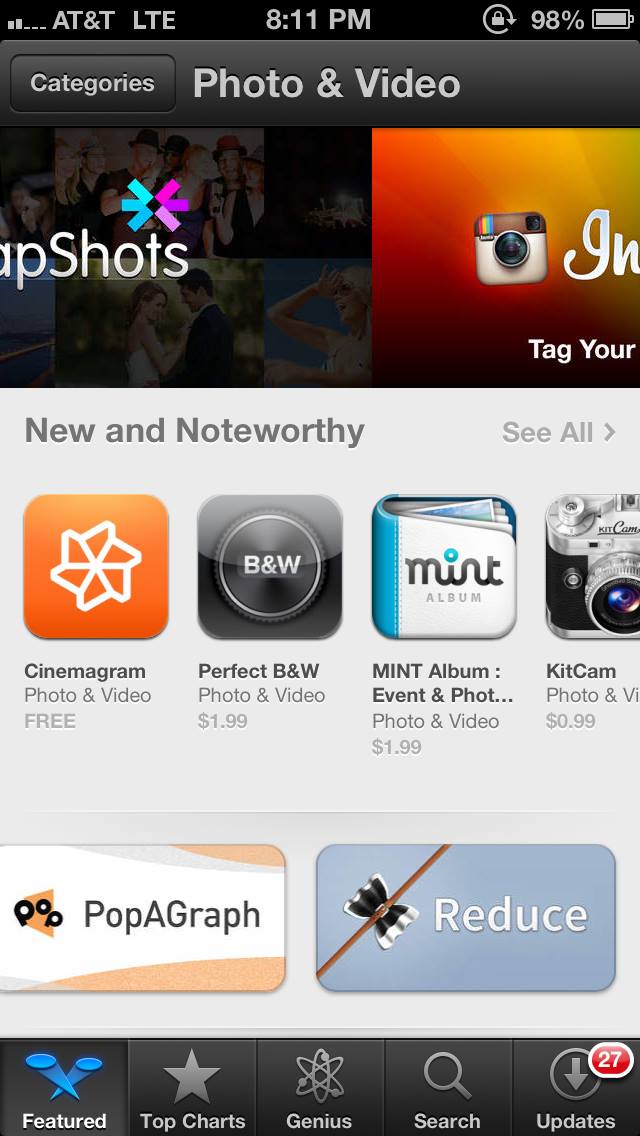 AT&T LTE 8:11 PM 98%
Categories Photo & Video
apShots
In
Tag Your
New and Noteworthy See All
B&W
mint
ALBUM
KITCam
Cinemagram
Photo & Video
FREE
Perfect B&W
Photo & Video
$1.99
MINT Album :
Event & Phot...
Photo & Video
$1.99
KitCam
Photo & Vi
$0.99
PopAGraph
Reduce
27
Featured Top Charts Genius Search Updates